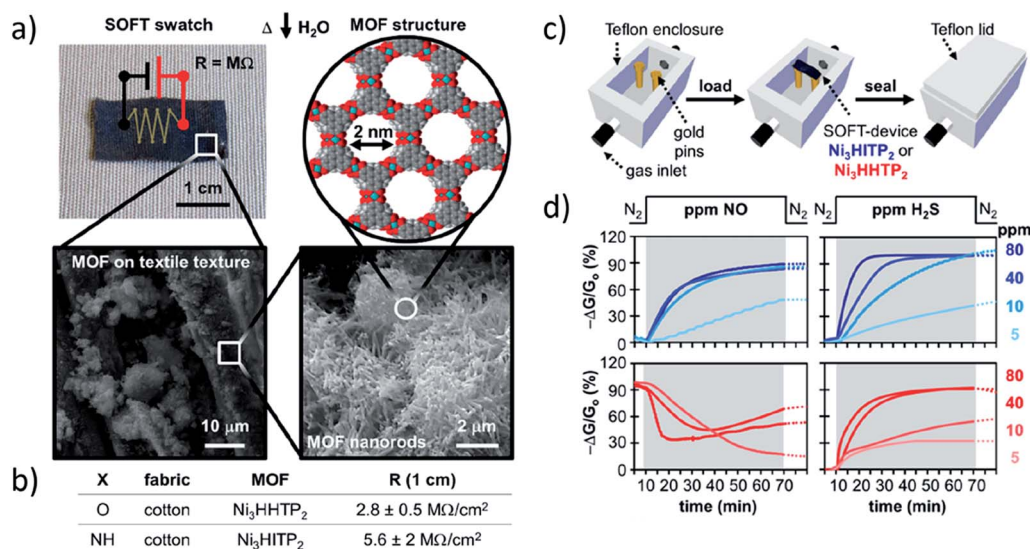 a)
SOFT swatch
Δ ↓ H₂O
MOF structure
R = MΩ
1 cm
2 nm
MOF on textile texture
10 μm
MOF nanorods
2 μm
b)
X fabric MOF R (1 cm)
O cotton Ni₃HHTP₂ 2.8 ± 0.5 MΩ/cm²
NH cotton Ni₃HITP₂ 5.6 ± 2 MΩ/cm²
c)
Teflon enclosure
Teflon lid
load
seal
gold
pins
gas inlet
SOFT-device
Ni₃HITP₂ or
Ni₃HHTP₂
d)
N₂ ppm NO N₂
N₂ ppm H₂S N₂
ppm
−ΔG/G₀ (%)
120
90
60
30
0
80
40
10
5
−ΔG/G₀ (%)
120
90
60
30
0
80
40
10
5
10 20 30 40 50 60 70
time (min)
10 20 30 40 50 60 70
time (min)